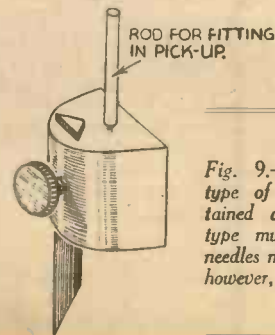 ROD FOR FITTING
IN PICK-UP.
Fig. 9.-
type of
tained a
type mu
needles m
however,